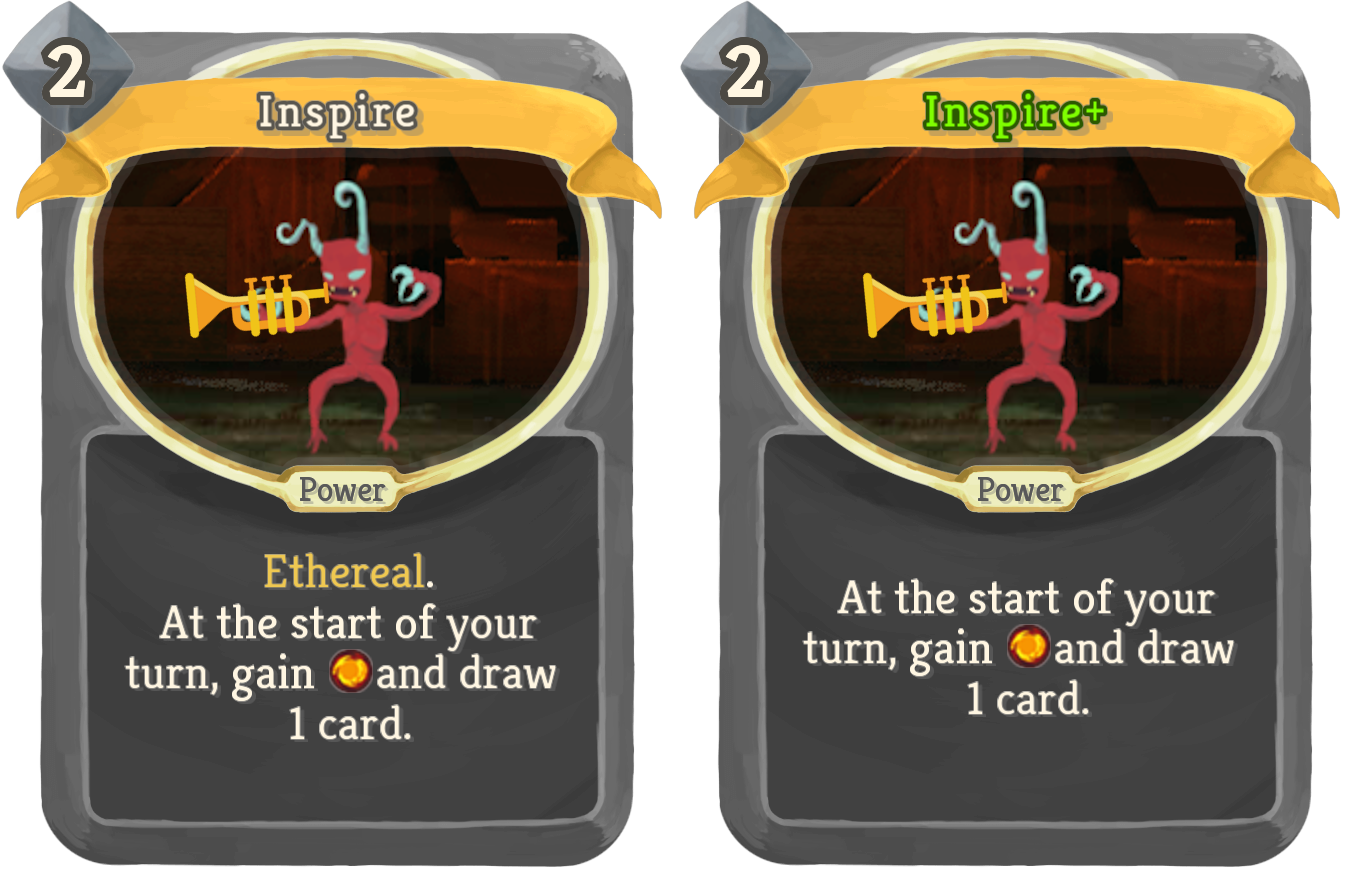 2
Inspire
Power
Ethereal.
At the start of your
turn, gain and draw
1 card.
2
Inspire+
Power
At the start of your
turn, gain and draw
1 card.